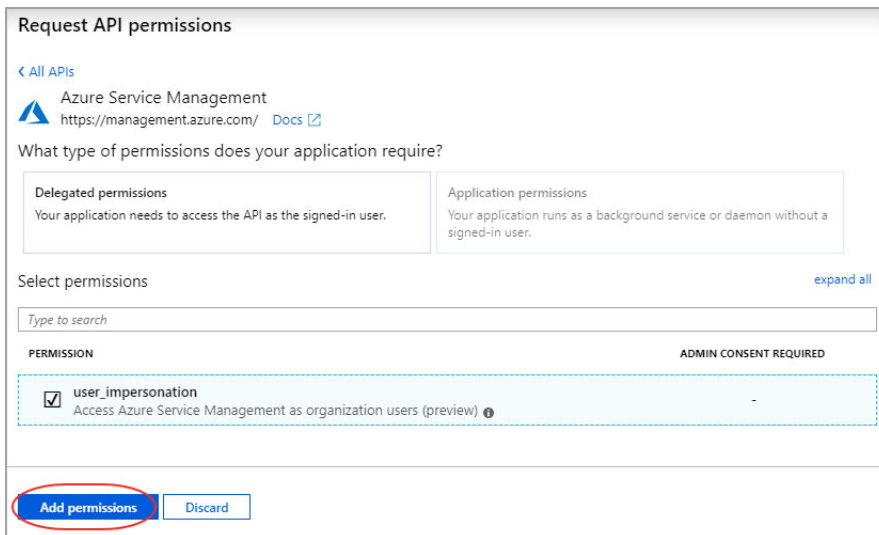 Request API permissions
< All APIs
Azure Service Management
https://management.azure.com/ Docs
What type of permissions does your application require?
Delegated permissions
Your application needs to access the API as the signed-in user.
Application permissions
Your application runs as a background service or daemon without a
signed-in user.
Select permissions
expand all
Type to search
PERMISSION
ADMIN CONSENT REQUIRED
user_impersonation
Access Azure Service Management as organization users (preview)
-
Add permissions
Discard